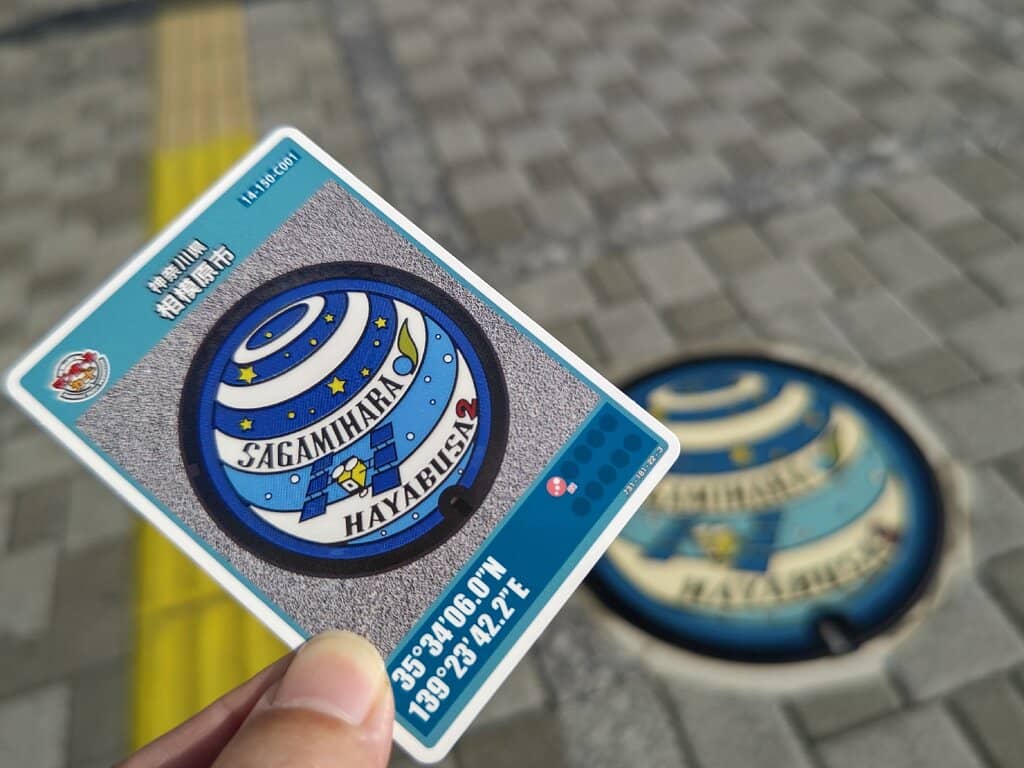 14-150-C001
神奈川県
相模原市
SAGAMIHARA
HAYABUSA2
35°34'06.0"N
139°23'42.2"E
SAGAMIHARA
HAYABUSA2